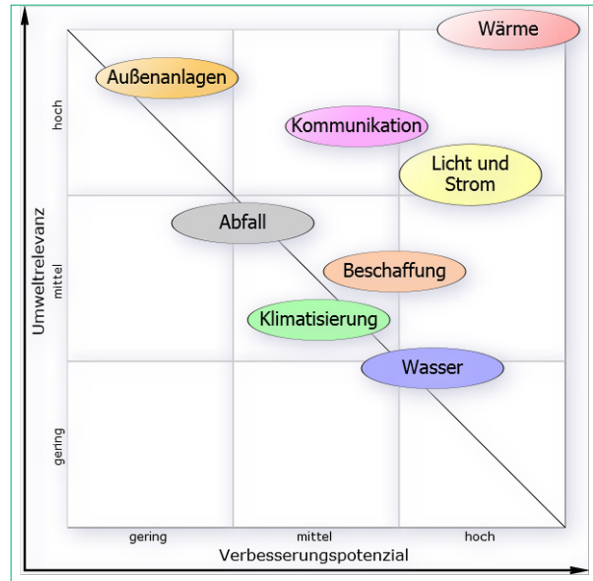 Wärme
Außenanlagen
hoch
Kommunikation
Licht und
Strom
Abfall
Umweltrelevanz
mittel
Beschaffung
Klimatisierung
Wasser
gering
gering
mittel
hoch
Verbesserungspotenzial